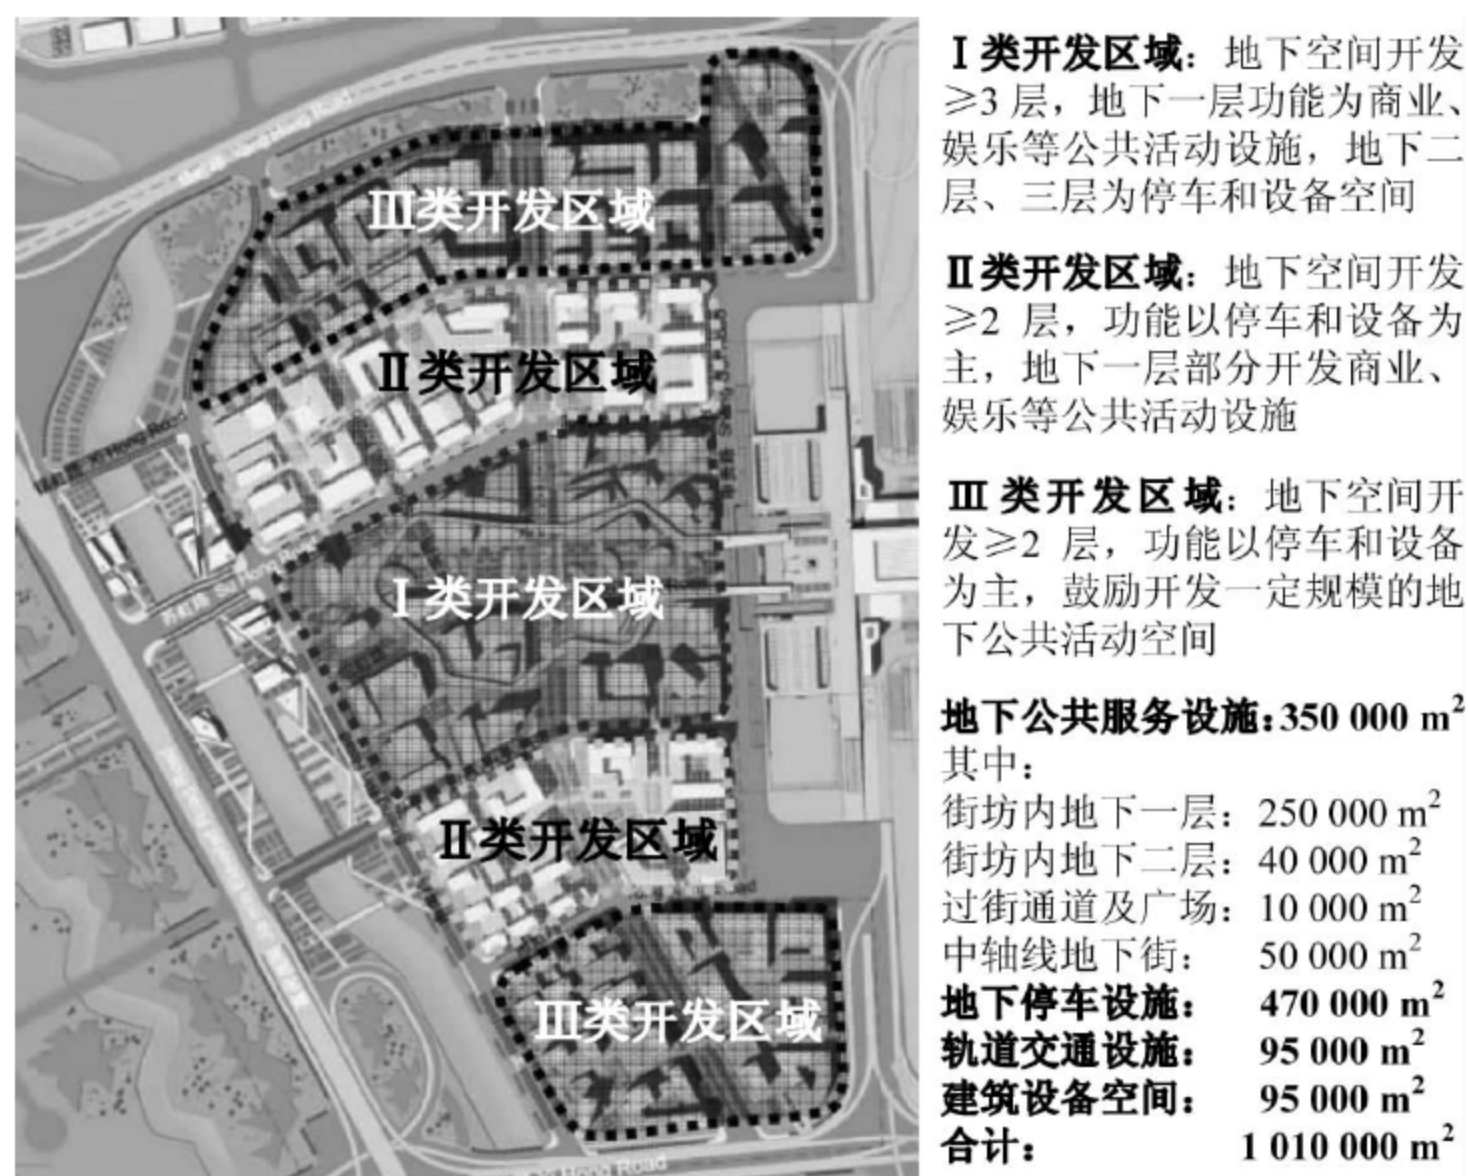 Ⅲ类开发区域
Ⅱ类开发区域
Ⅰ类开发区域
Ⅱ类开发区域
Ⅲ类开发区域
Hong Road
Ⅰ类开发区域：地下空间开发
≥3 层，地下一层功能为商业、
娱乐等公共活动设施，地下二
层、三层为停车和设备空间
Ⅱ类开发区域：地下空间开发
≥2 层，功能以停车和设备为
主，地下一层部分开发商业、
娱乐等公共活动设施
Ⅲ类开发区域：地下空间开
发≥2 层，功能以停车和设备
为主，鼓励开发一定规模的地
下公共活动空间
地下公共服务设施：350 000 m²
其中：
街坊内地下一层：250 000 m²
街坊内地下二层：40 000 m²
过街通道及广场：10 000 m²
中轴线地下街：50 000 m²
地下停车设施：470 000 m²
轨道交通设施：95 000 m²
建筑设备空间：95 000 m²
合计：1 010 000 m²